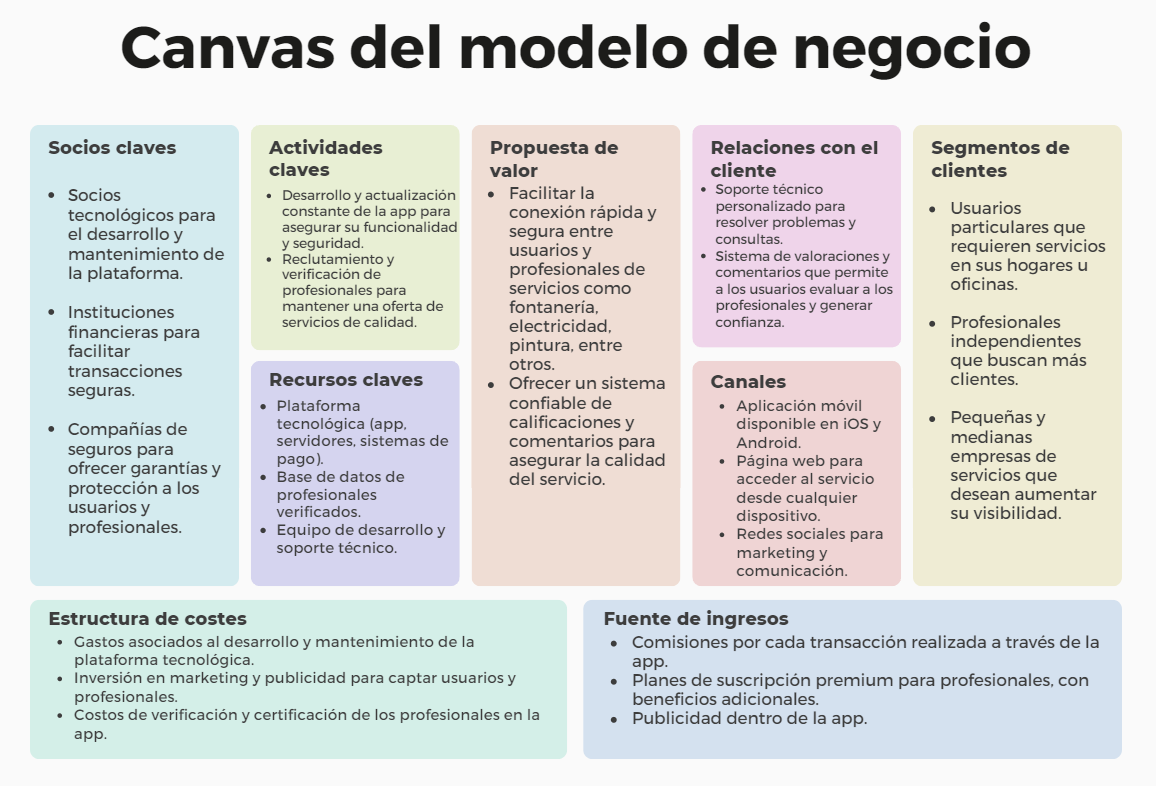 Canvas del modelo de negocio
Socios claves
Socios
tecnológicos para
el desarrollo y
mantenimiento de
la plataforma.
Instituciones
financieras para
facilitar
transacciones
seguras.
Compañías de
seguros para
ofrecer garantías y
protección a los
usuarios y
profesionales.
Actividades
claves
Desarrollo y actualización
constante de la app para
asegurar su funcionalidad
y seguridad.
Reclutamiento y
verificación de
profesionales para
mantener una oferta de
servicios de calidad.
Recursos claves
Plataforma
tecnológica (app,
servidores, sistemas de
pago).
Base de datos de
profesionales
verificados.
Equipo de desarrollo y
soporte técnico.
Propuesta de
valor
Facilitar la
conexión rápida y
segura entre
usuarios y
profesionales de
servicios como
fontanería,
electricidad,
pintura, entre
otros.
Ofrecer un sistema
confiable de
calificaciones y
comentarios para
asegurar la calidad
del servicio.
Relaciones con el
cliente
Soporte técnico
personalizado para
resolver problemas y
consultas.
Sistema de valoraciones y
comentarios que permite
a los usuarios evaluar a los
profesionales y generar
confianza.
Canales
Aplicación móvil
disponible en iOS y
Android.
Página web para
acceder al servicio
desde cualquier
dispositivo.
Redes sociales para
marketing y
comunicación.
Segmentos de
clientes
Usuarios
particulares que
requieren servicios
en sus hogares u
oficinas.
Profesionales
independientes
que buscan más
clientes.
Pequeñas y
medianas
empresas de
servicios que
desean aumentar
su visibilidad.
Estructura de costes
Gastos asociados al desarrollo y mantenimiento de la
plataforma tecnológica.
Inversión en marketing y publicidad para captar usuarios y
profesionales.
Costos de verificación y certificación de los profesionales en la
app.
Fuente de ingresos
Comisiones por cada transacción realizada a través de la
app.
Planes de suscripción premium para profesionales, con
beneficios adicionales.
Publicidad dentro de la app.